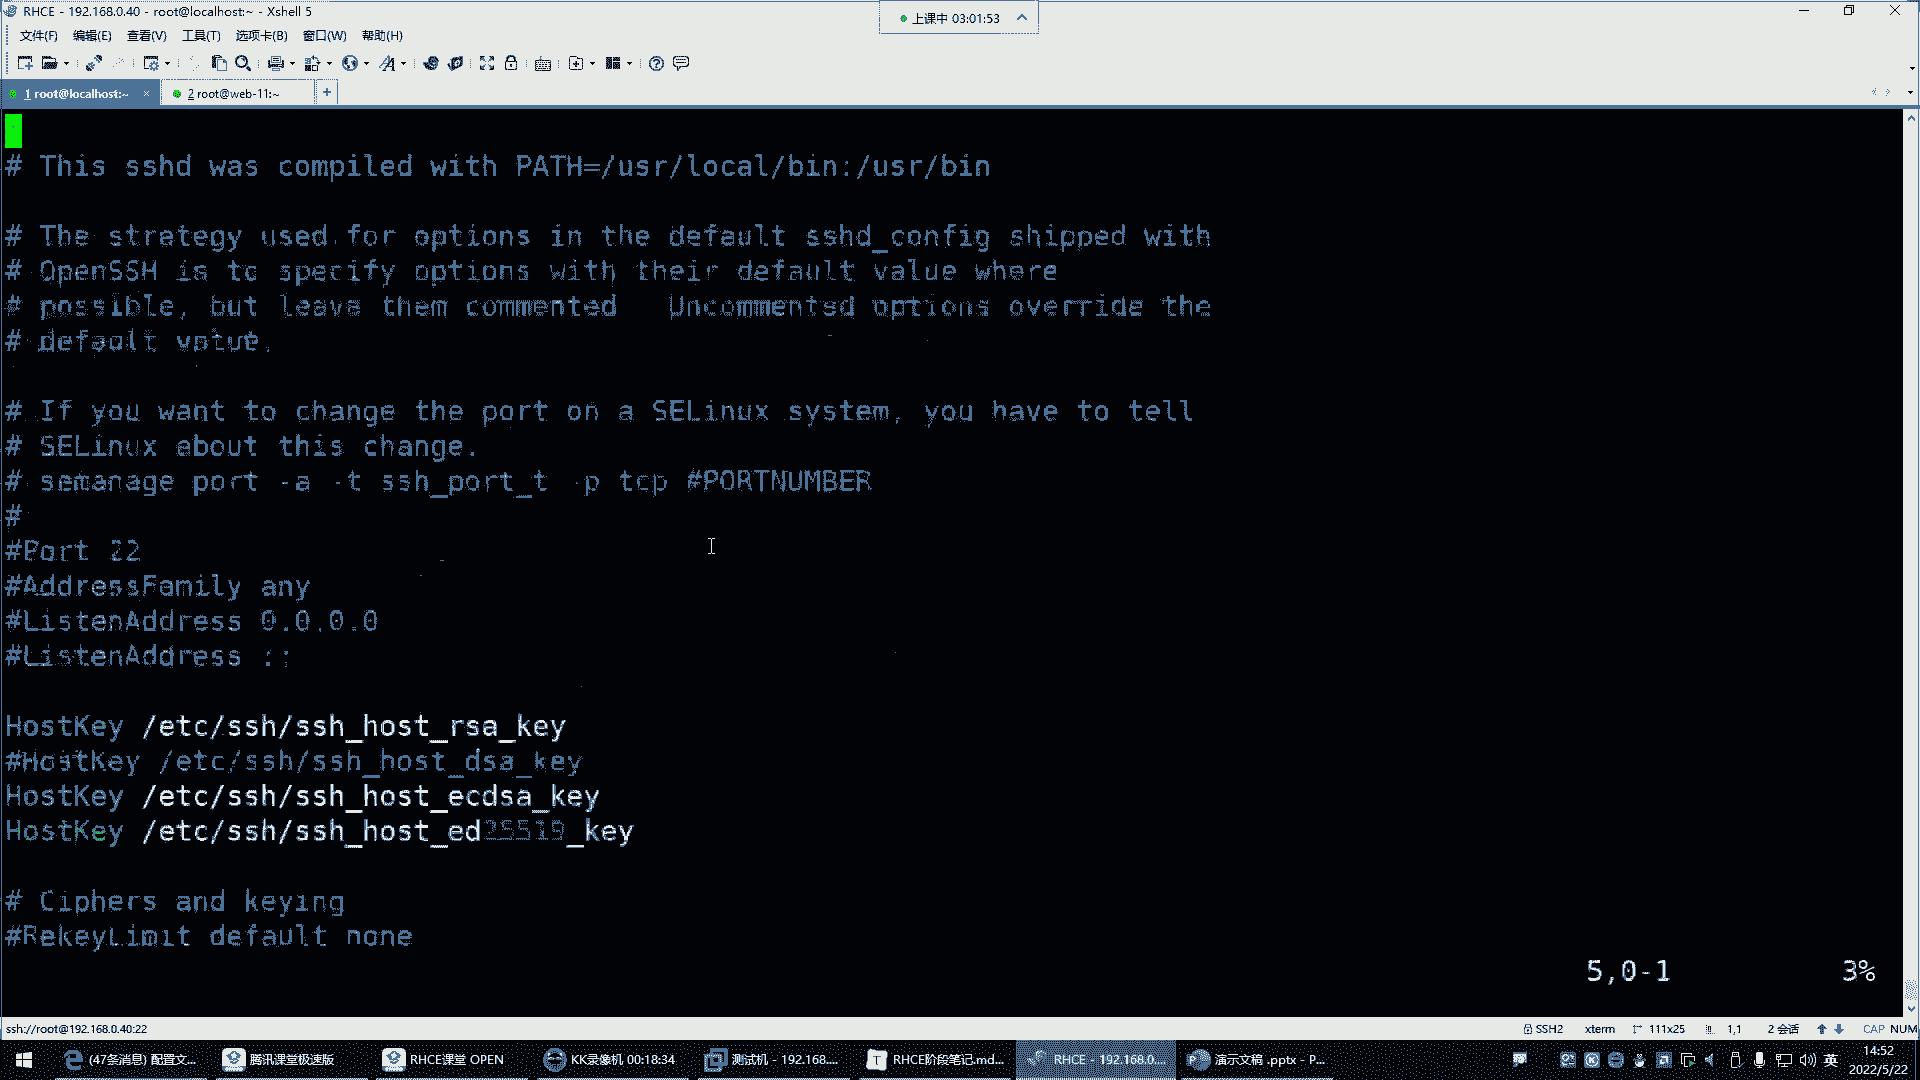 RHCE - 192.168.0.40 - root@localhost:~ - Xshell 5
上课中 03:01:53
文件(F) 编辑(E) 查看(V) 工具(T) 选项卡(B) 窗口(W) 帮助(H)
1 root@localhost:~ × 2 root@web-11:~ +
# This sshd was compiled with PATH=/usr/local/bin:/usr/bin
# The strategy used for options in the default sshd_config shipped with
# OpenSSH is to specify options with their default value where
# possible, but leave them commented Uncommented options override the
# default value.
# If you want to change the port on a SELinux system, you have to tell
# SELinux about this change.
# semanage port -a -t ssh_port_t -p tcp #PORTNUMBER
#
#Port 22
#AddressFamily any
#ListenAddress 0.0.0.0
#ListenAddress ::
HostKey /etc/ssh/ssh_host_rsa_key
#HostKey /etc/ssh/ssh_host_dsa_key
HostKey /etc/ssh/ssh_host_ecdsa_key
HostKey /etc/ssh/ssh_host_ed25519_key
# Ciphers and keying
#RekeyLimit default none
5,0-1 3%
ssh://root@192.168.0.40:22 SSH2 xterm 111x25 1,1 2 会话 CAP NUM
(47条消息) 配置文... 腾讯课堂极速版 RHCE课堂 OPEN KK录像机 00:18:34 测试机 - 192.168.... RHCE阶段笔记.md... RHCE - 192.168.0.... 演示文稿 .pptx - P... 英 14:52
2022/5/22